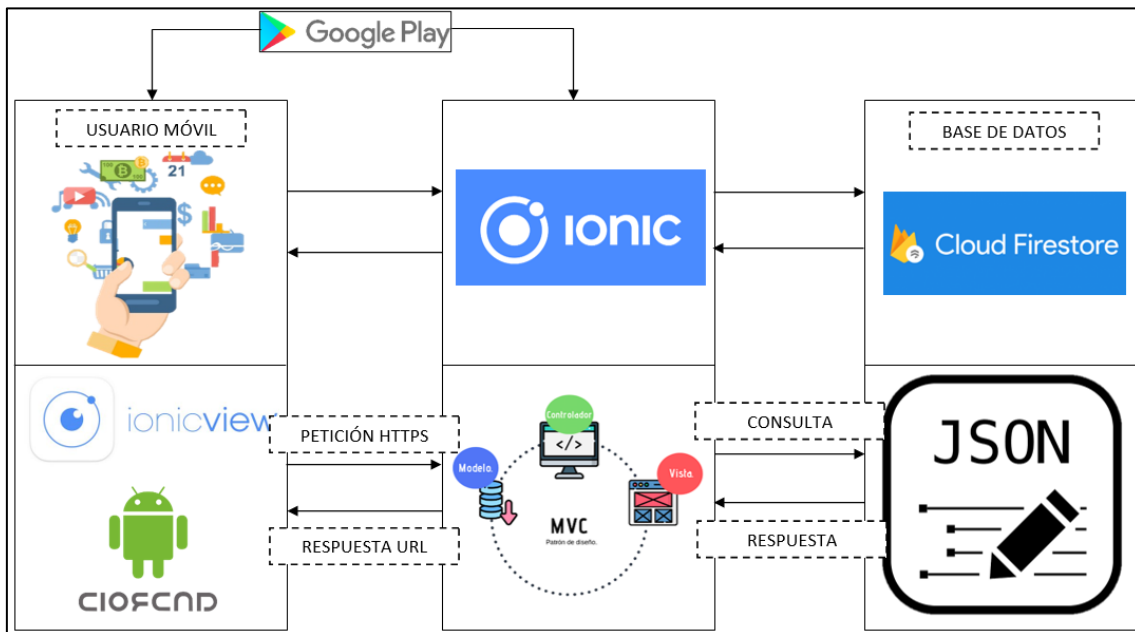 Google Play
USUARIO MÓVIL
21
$
IONIC
BASE DE DATOS
Cloud Firestore
ionicview
PETICIÓN HTTPS
RESPUESTA URL
Controlador
</>
Modelo.
Vista.
MVC
Patrón de diseño.
CONSULTA
RESPUESTA
JSON